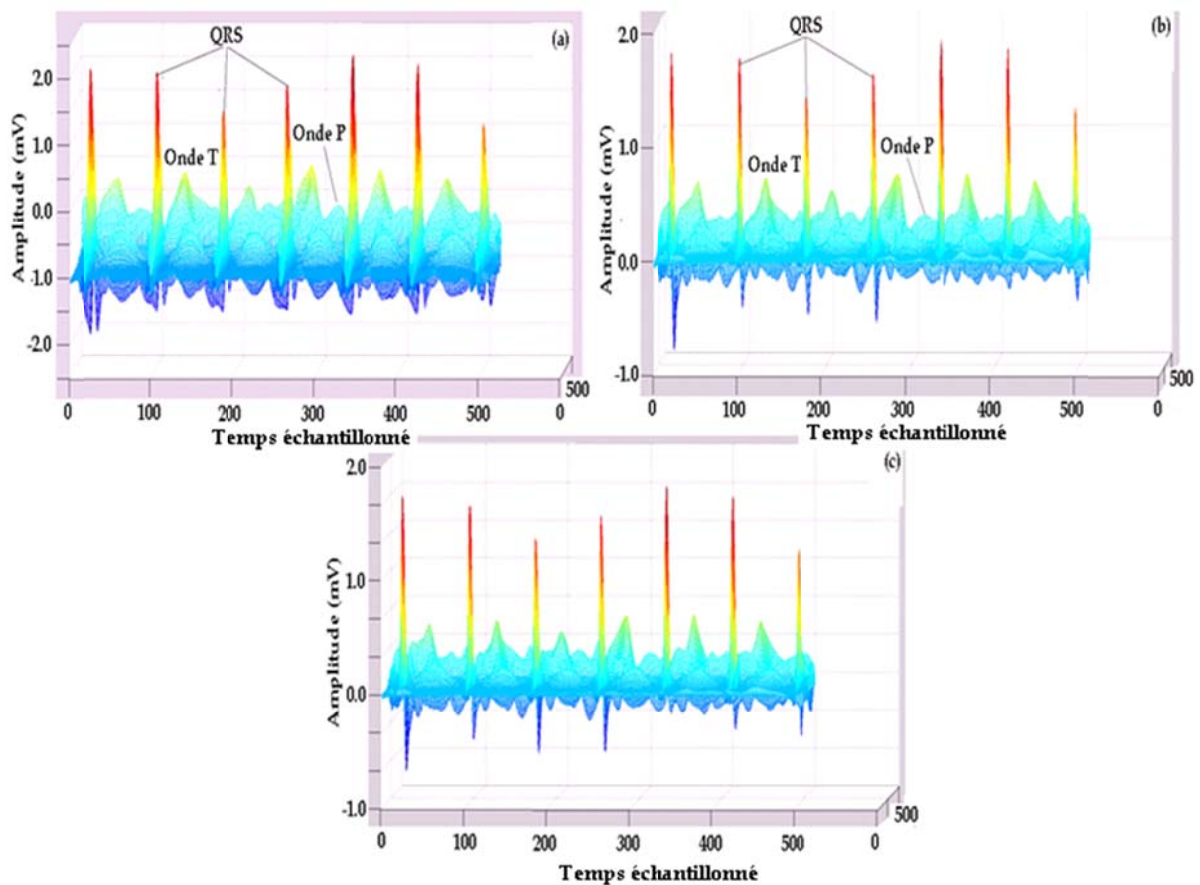 (a)
QRS
Onde P
Onde T
Amplitude (mV)
2.0
1.0
0.0
-1.0
-2.0
0 100 200 300 400 500 0
500
Temps échantillonné
(b)
QRS
Onde P
Onde T
Amplitude (mV)
2.0
1.0
0.0
-1.0
0 100 200 300 400 500 0
500
Temps échantillonné
(c)
Amplitude (mV)
2.0
1.0
0.0
-1.0
0 100 200 300 400 500 0
500
Temps échantillonné